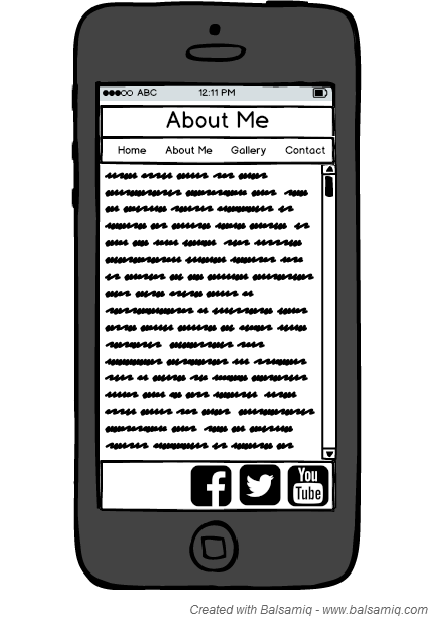 ABC 12:11 PM
About Me
Home About Me Gallery Contact
You
Tube
Created with Balsamiq - www.balsamiq.com